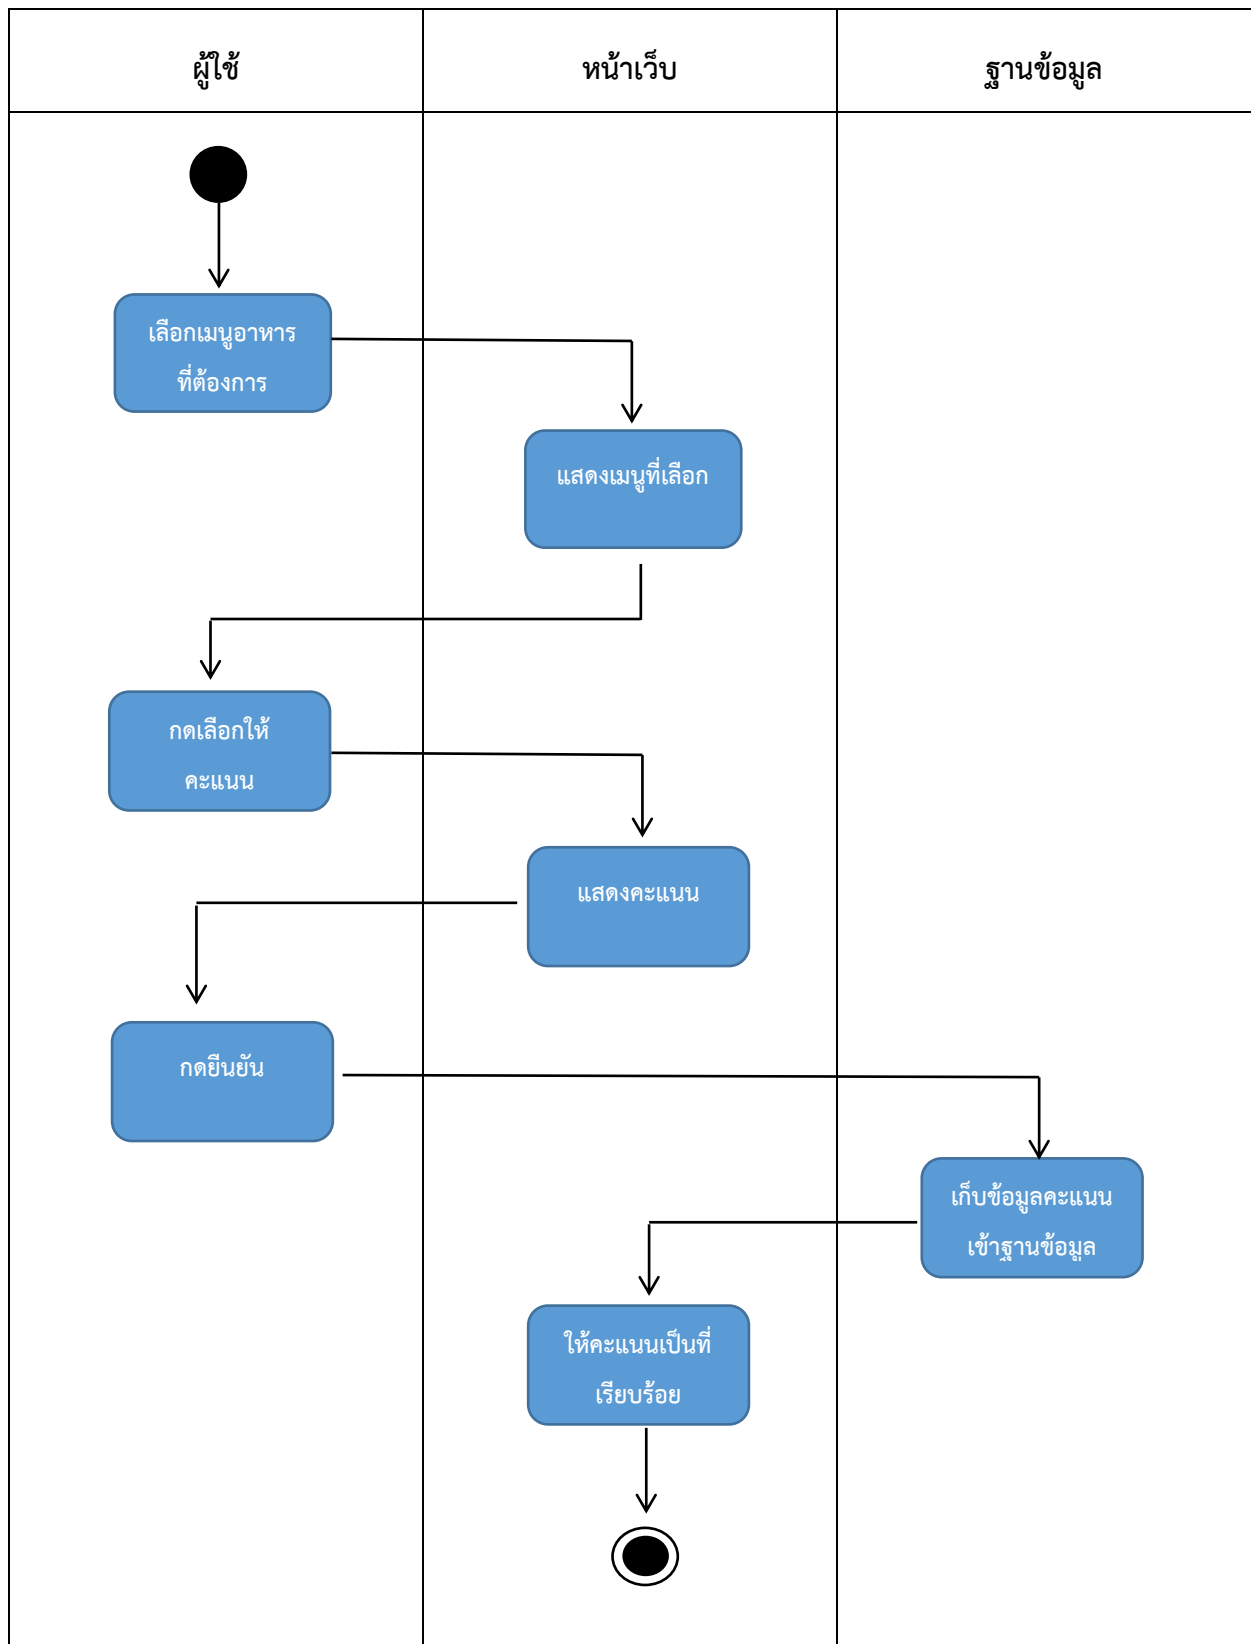 ผู้ใช้
หน้าเว็บ
ฐานข้อมูล
เลือกเมนูอาหาร
ที่ต้องการ
แสดงเมนูที่เลือก
กดเลือกให้
คะแนน
แสดงคะแนน
กดยืนยัน
เก็บข้อมูลคะแนน
เข้าฐานข้อมูล
ให้คะแนนเป็นที่
เรียบร้อย